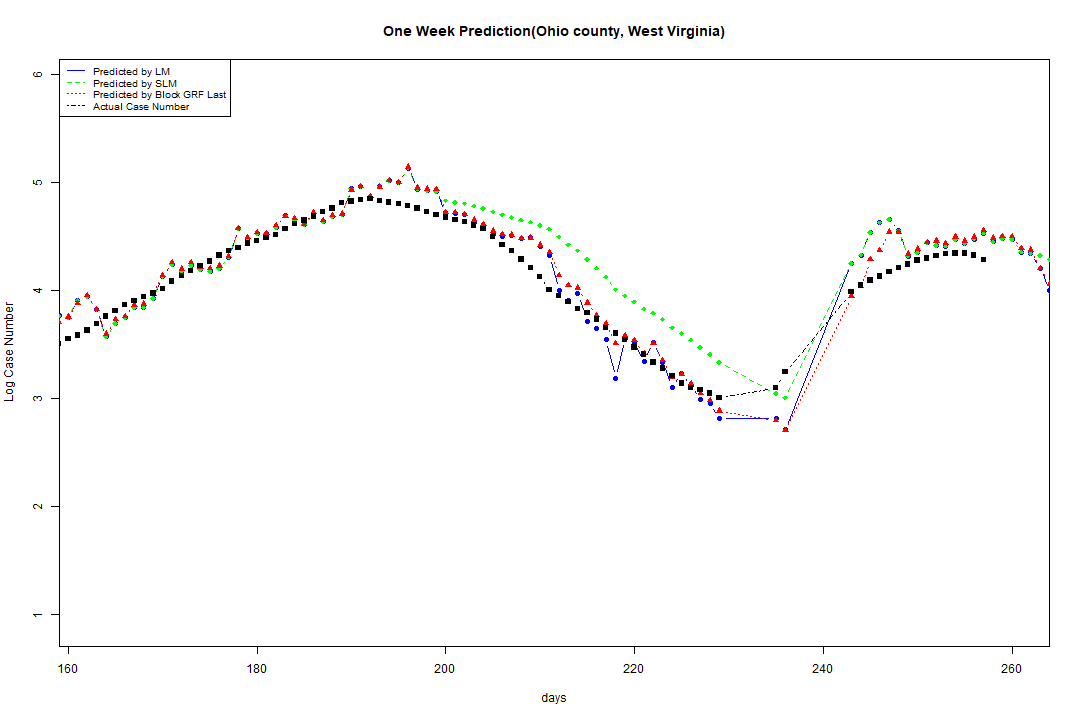 One Week Prediction(Ohio county, West Virginia)
Predicted by LM
Predicted by SLM
Predicted by Block GRF Last
Actual Case Number
6
5
4
3
2
1
Log Case Number
160 180 200 220 240 260
days